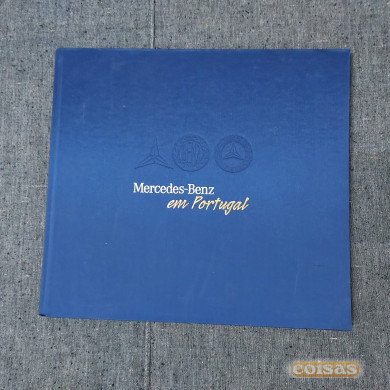 Mercedes-Benz
em Portugal
coisas